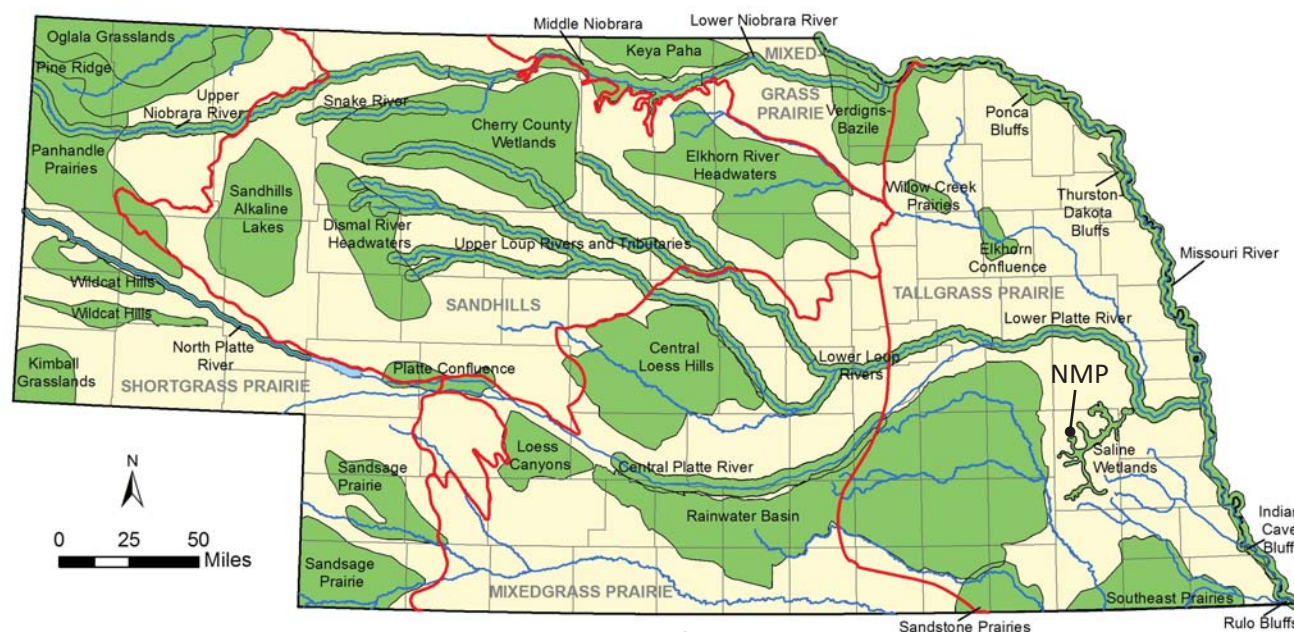 Oglala Grasslands
Middle Niobrara
Lower Niobrara River
Keya Paha
MIXED-
GRASS
PRAIRIE
Pine Ridge
Upper
Niobrara River
Snake River
Cherry County
Wetlands
Verdigris-
Bazile
Ponca
Bluffs
Panhandle
Prairies
Sandhills
Alkaline
Lakes
Elkhorn River
Headwaters
Willow Creek
Prairies
Thurston-
Dakota
Bluffs
Dismal River
Headwaters
Upper Loup Rivers and Tributaries
Elkhorn
Confluence
Missouri River
Wildcat Hills
Wildcat Hills
SANDHILLS
TALLGRASS PRAIRIE
Lower Platte River
North Platte
River
Central
Loess Hills
Lower Loup
Rivers
Kimball
Grasslands
SHORTGRASS PRAIRIE
Platte Confluence
NMP
Saline
Wetlands
Loess
Canyons
Central Platte River
Sandsage
Prairie
Rainwater Basin
Indian
Cave
Bluffs
N
0 25 50
Miles
Sandsage
Prairie
MIXEDGRASS PRAIRIE
Southeast Prairies
Sandstone Prairies
Rulo Bluffs